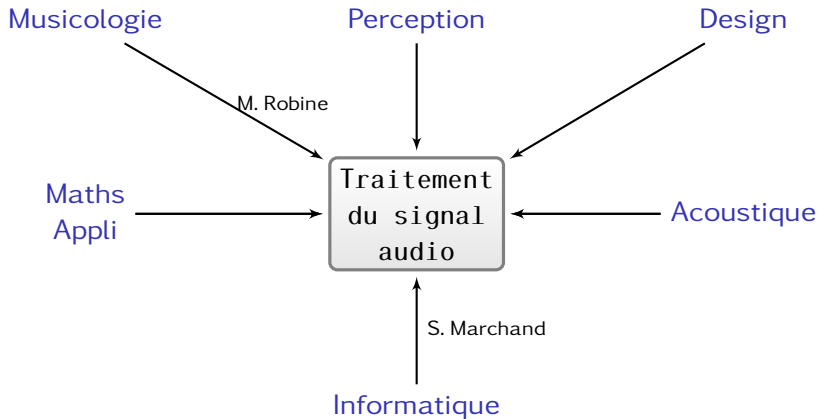 Musicologie
Perception
Design
M. Robine
Traitement
du signal
audio
Maths
Appli
Acoustique
S. Marchand
Informatique